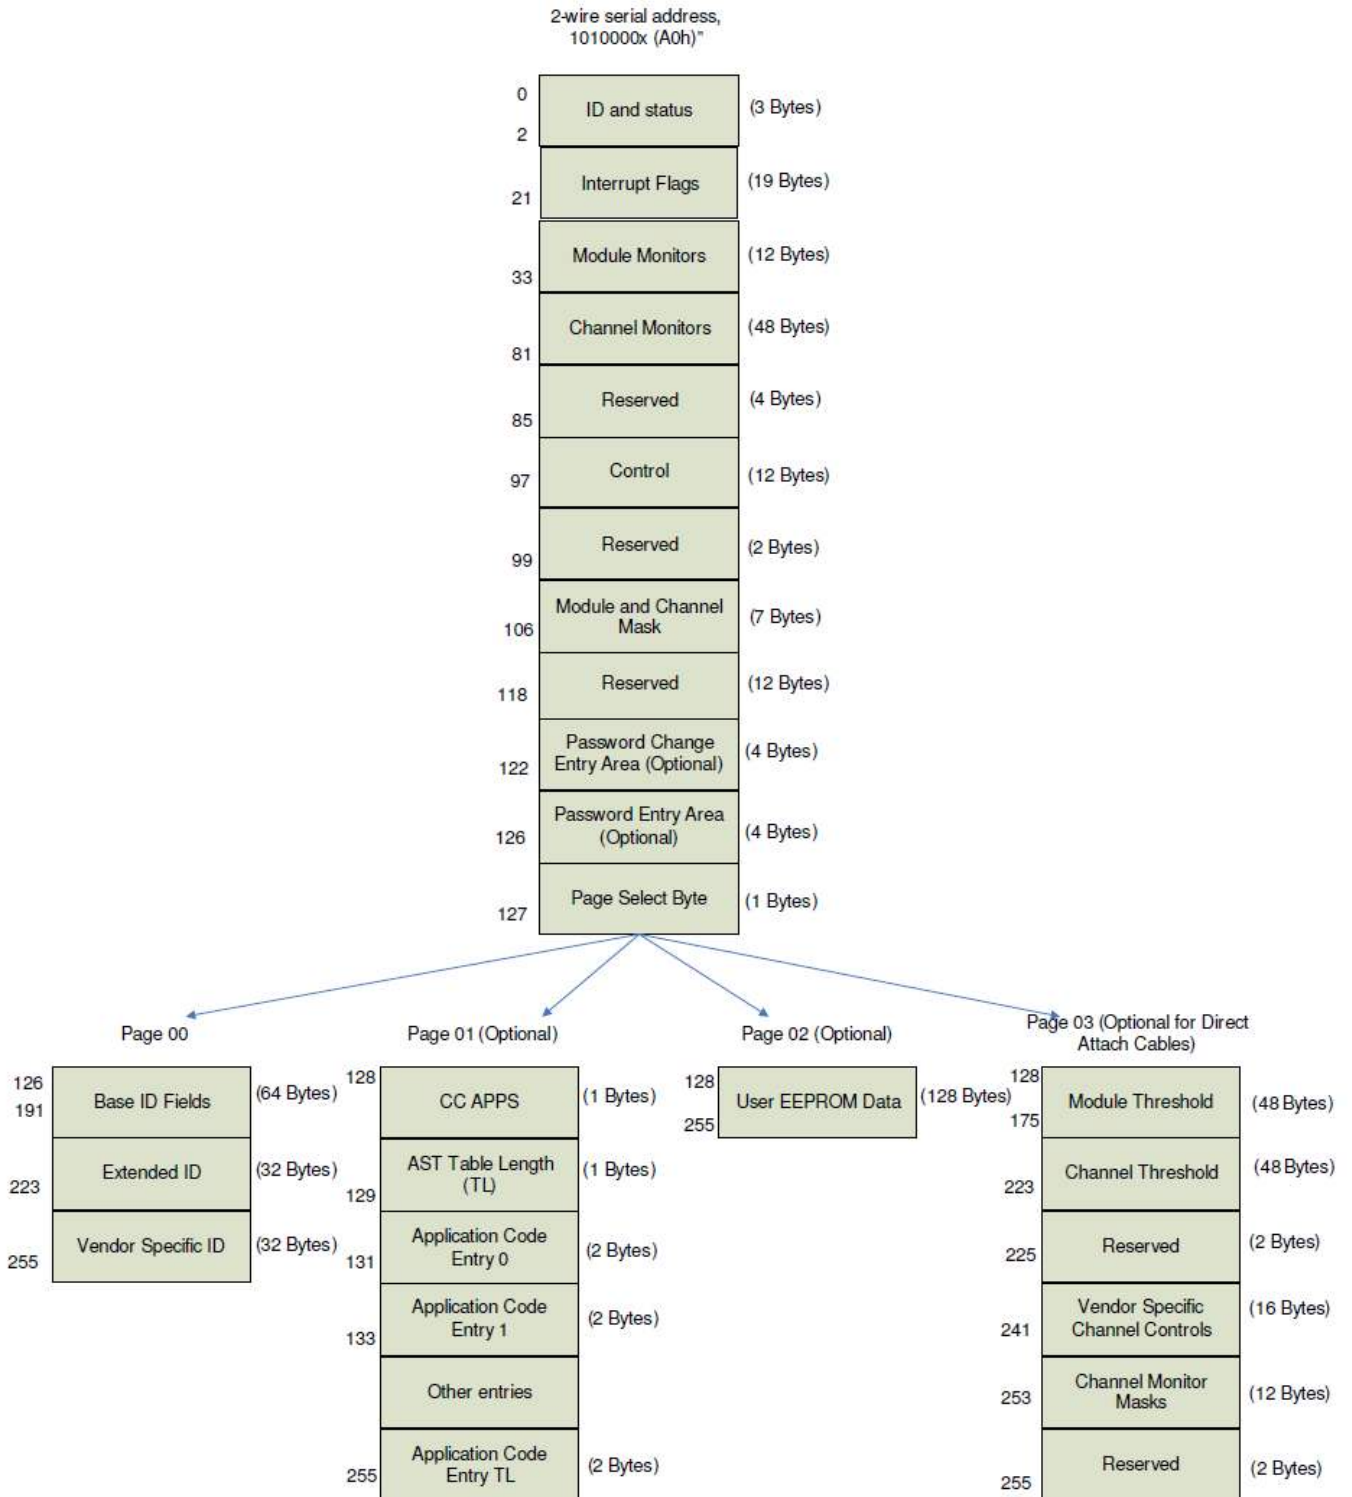 2-wire serial address,
1010000x (A0h)"
0
ID and status
(3 Bytes)
2
Interrupt Flags
(19 Bytes)
21
Module Monitors
(12 Bytes)
33
Channel Monitors
(48 Bytes)
81
Reserved
(4 Bytes)
85
Control
(12 Bytes)
97
Reserved
(2 Bytes)
99
Module and Channel
Mask
(7 Bytes)
106
Reserved
(12 Bytes)
118
Password Change
Entry Area (Optional)
(4 Bytes)
122
Password Entry Area
(Optional)
(4 Bytes)
126
Page Select Byte
(1 Bytes)
127
Page 00
126
191
Base ID Fields
(64 Bytes)
Extended ID
(32 Bytes)
223
Vendor Specific ID
(32 Bytes)
255
Page 01 (Optional)
128
CC APPS
(1 Bytes)
AST Table Length
(TL)
(1 Bytes)
129
Application Code
Entry 0
(2 Bytes)
131
Application Code
Entry 1
(2 Bytes)
133
Other entries
Application Code
Entry TL
(2 Bytes)
255
Page 02 (Optional)
128
User EEPROM Data
(128 Bytes)
255
Page 03 (Optional for Direct
Attach Cables)
128
Module Threshold
(48 Bytes)
175
Channel Threshold
(48 Bytes)
223
Reserved
(2 Bytes)
225
Vendor Specific
Channel Controls
(16 Bytes)
241
Channel Monitor
Masks
(12 Bytes)
253
Reserved
(2 Bytes)
255